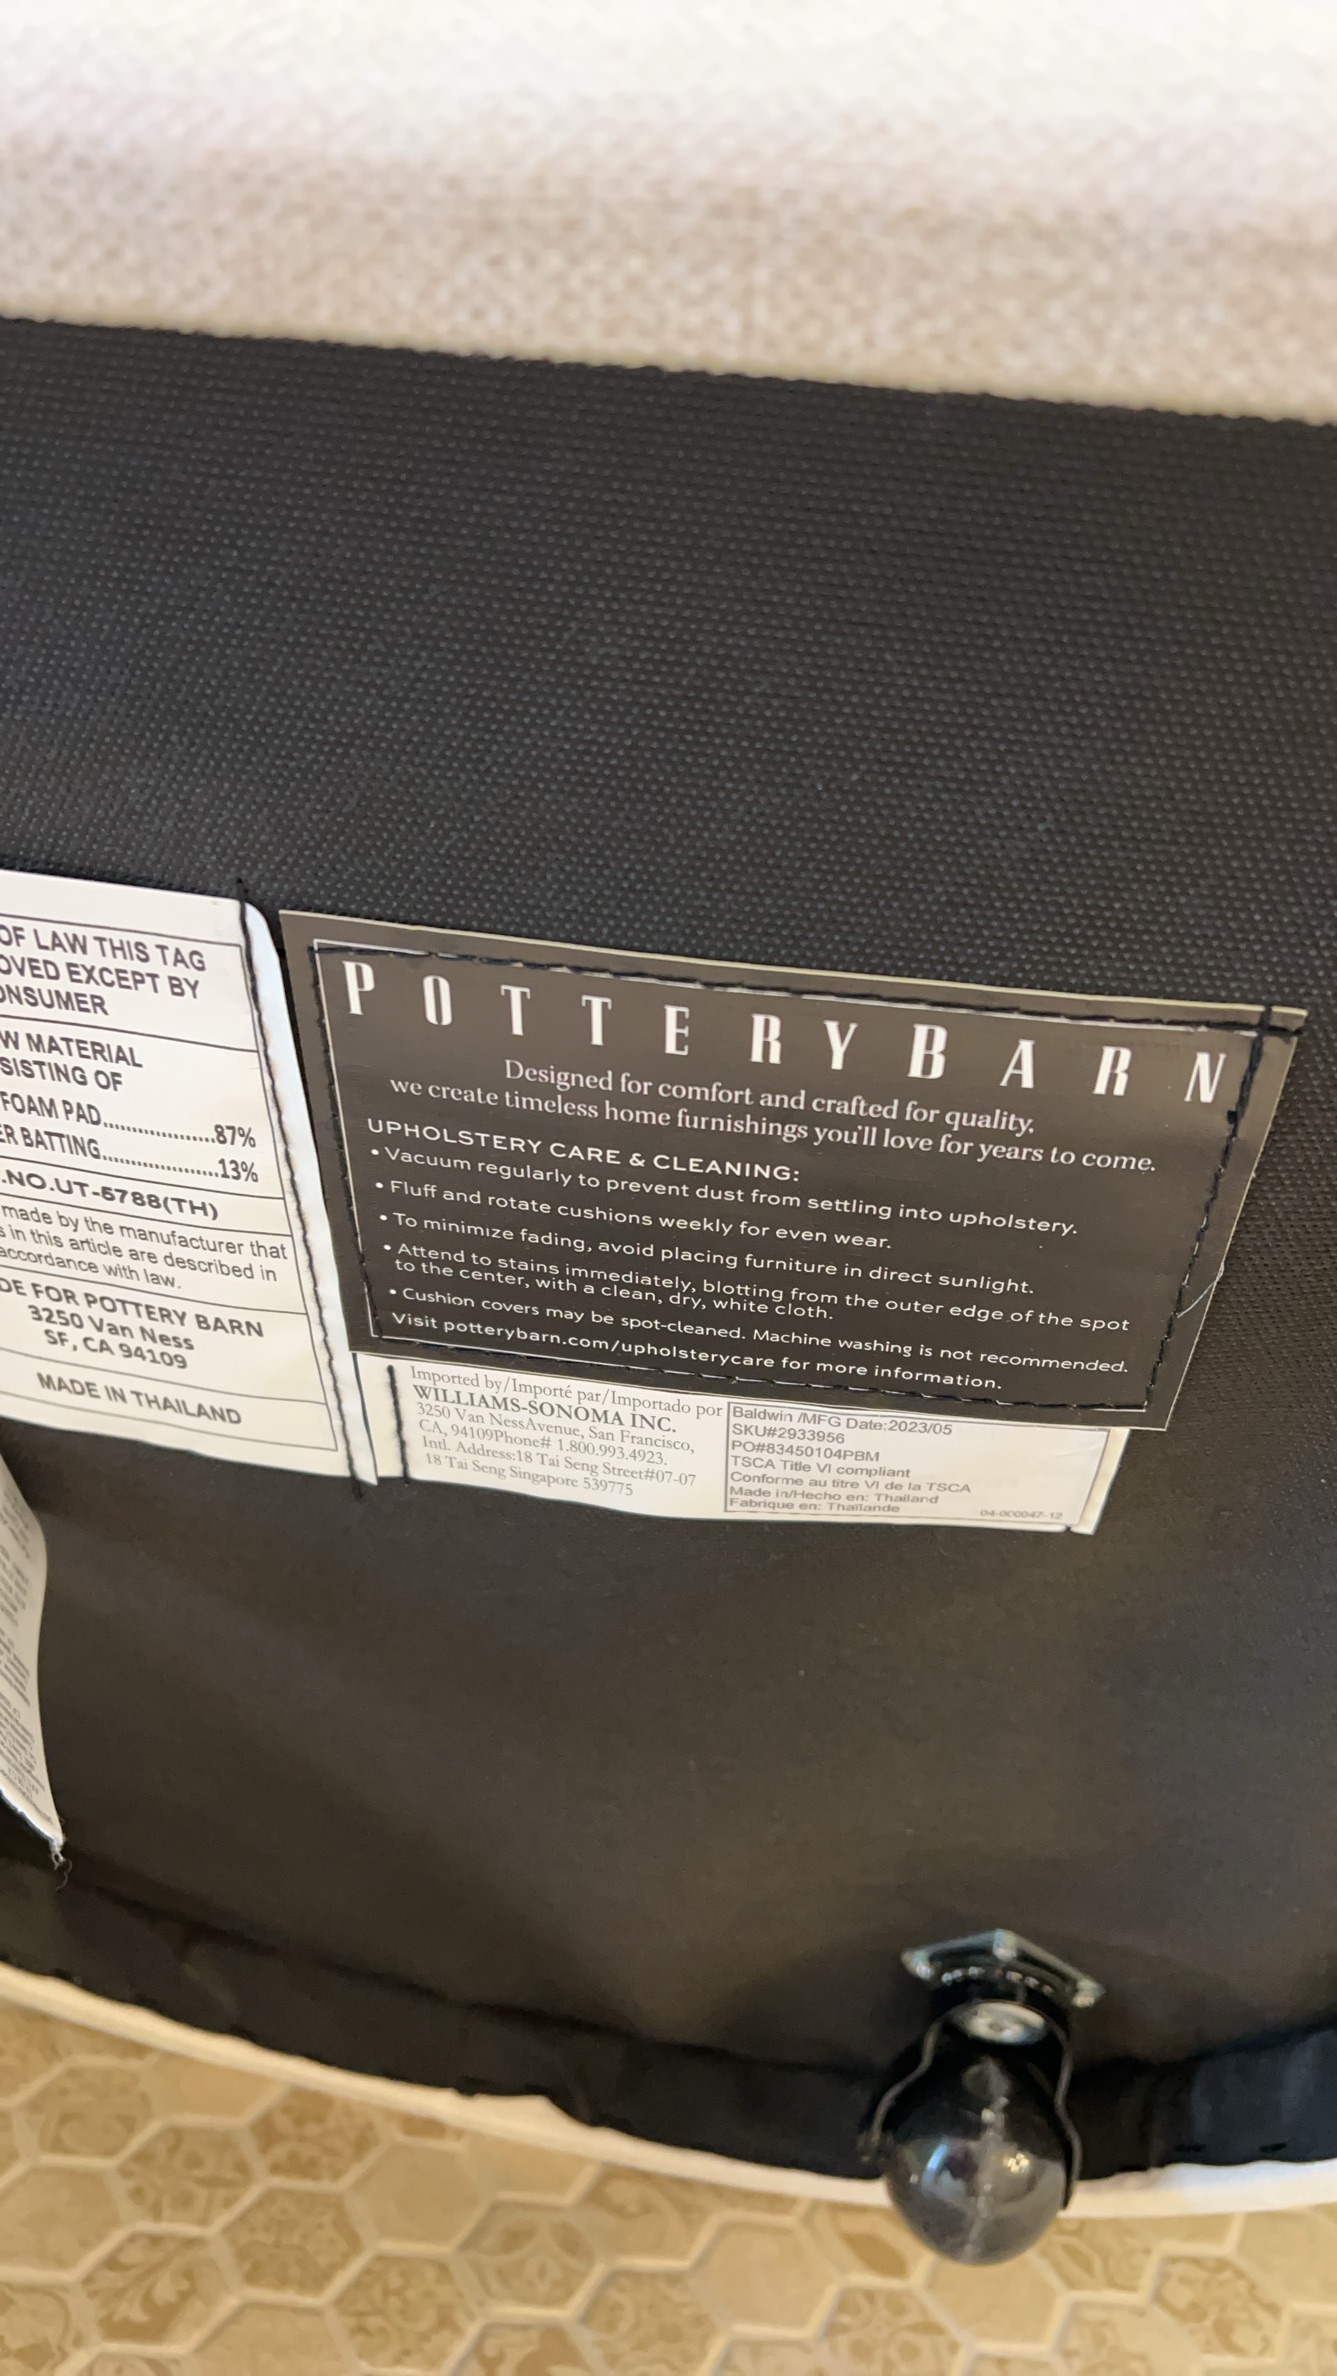 OF LAW THIS TAG
OVED EXCEPT BY
ONSUMER
W MATERIAL
SISTING OF
FOAM PAD....................87%
ER BATTING.....................13%
.NO.UT-5788(TH)
made by the manufacturer that
s in this article are described in
accordance with law.
DE FOR POTTERY BARN
3250 Van Ness
SF, CA 94109
MADE IN THAILAND
POTTERYBARN
Designed for comfort and crafted for quality.
we create timeless home furnishings you'll love for years to come.
UPHOLSTERY CARE & CLEANING:
• Vacuum regularly to prevent dust from settling into upholstery.
• Fluff and rotate cushions weekly for even wear.
• To minimize fading, avoid placing furniture in direct sunlight.
• Attend to stains immediately, blotting from the outer edge of the spot
to the center, with a clean, dry, white cloth.
• Cushion covers may be spot-cleaned. Machine washing is not recommended.
Visit potterybarn.com/upholsterycare for more information.
Imported by/Importé par/Importado por
WILLIAMS-SONOMA INC.
3250 Van NessAvenue, San Francisco,
CA, 94109Phone# 1.800.993.4923.
Intl. Address:18 Tai Seng Street#07-07
18 Tai Seng Singapore 539775
Baldwin /MFG Date:2023/05
SKU#2933956
PO#83450104PBM
TSCA Title VI compliant
Conforme au titre VI de la TSCA
Made in/Hecho en: Thailand
Fabrique en: Thaïlande
04-000047-12